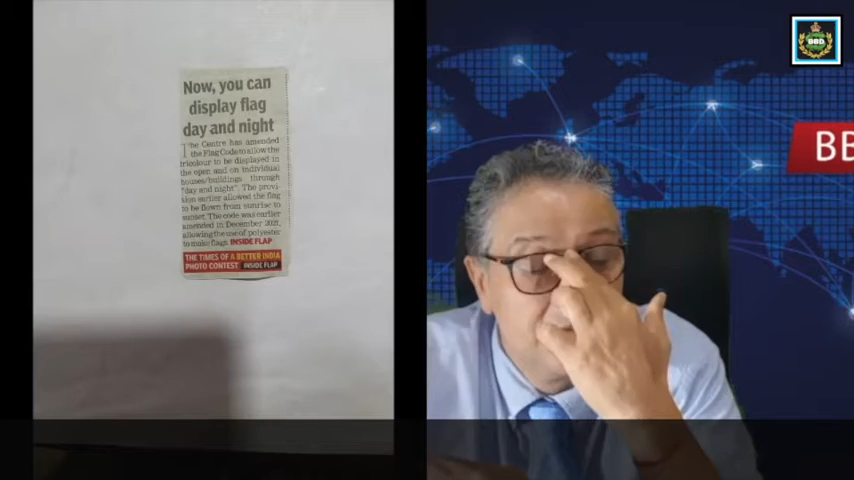 Now, you can
display flag
day and night
The Centre has amended
the Flag Code to allow the
tricolour to be displayed in
the open and on individual
houses/buildings through
"day and night". The provi-
sion earlier allowed the flag
to be flown from sunrise to
sunset. The code was earlier
amended in December 2021,
allowing the use of polyester
to make flags. INSIDE FLAP
THE TIMES OF A BETTER INDIA
PHOTO CONTEST INSIDE FLAP
BBD
BB